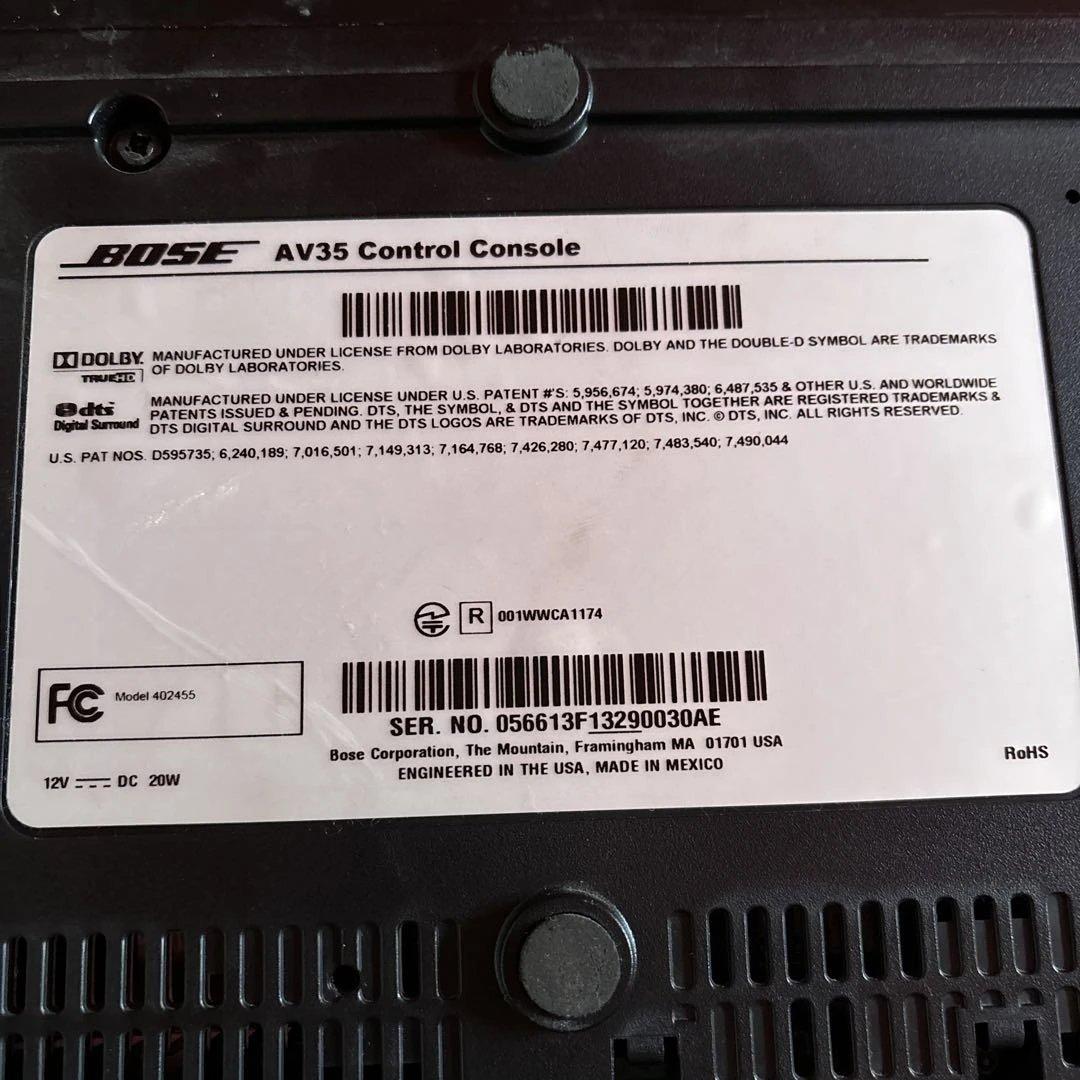 BOSE AV35 Control Console
DOLBY TRUEHD
MANUFACTURED UNDER LICENSE FROM DOLBY LABORATORIES. DOLBY AND THE DOUBLE-D SYMBOL ARE TRADEMARKS
OF DOLBY LABORATORIES.
dts Digital Surround
MANUFACTURED UNDER LICENSE UNDER U.S. PATENT #'S: 5,956,674; 5,974,380; 6,487,535 & OTHER U.S. AND WORLDWIDE
PATENTS ISSUED & PENDING. DTS, THE SYMBOL, & DTS AND THE SYMBOL TOGETHER ARE REGISTERED TRADEMARKS &
DTS DIGITAL SURROUND AND THE DTS LOGOS ARE TRADEMARKS OF DTS, INC. © DTS, INC. ALL RIGHTS RESERVED.
U.S. PAT NOS. D595735; 6,240,189; 7,016,501; 7,149,313; 7,164,768; 7,426,280; 7,477,120; 7,483,540; 7,490,044
R 001WWCA1174
FC Model 402455
SER. NO. 056613F13290030AE
Bose Corporation, The Mountain, Framingham MA 01701 USA
ENGINEERED IN THE USA, MADE IN MEXICO
12V DC 20W
RoHS